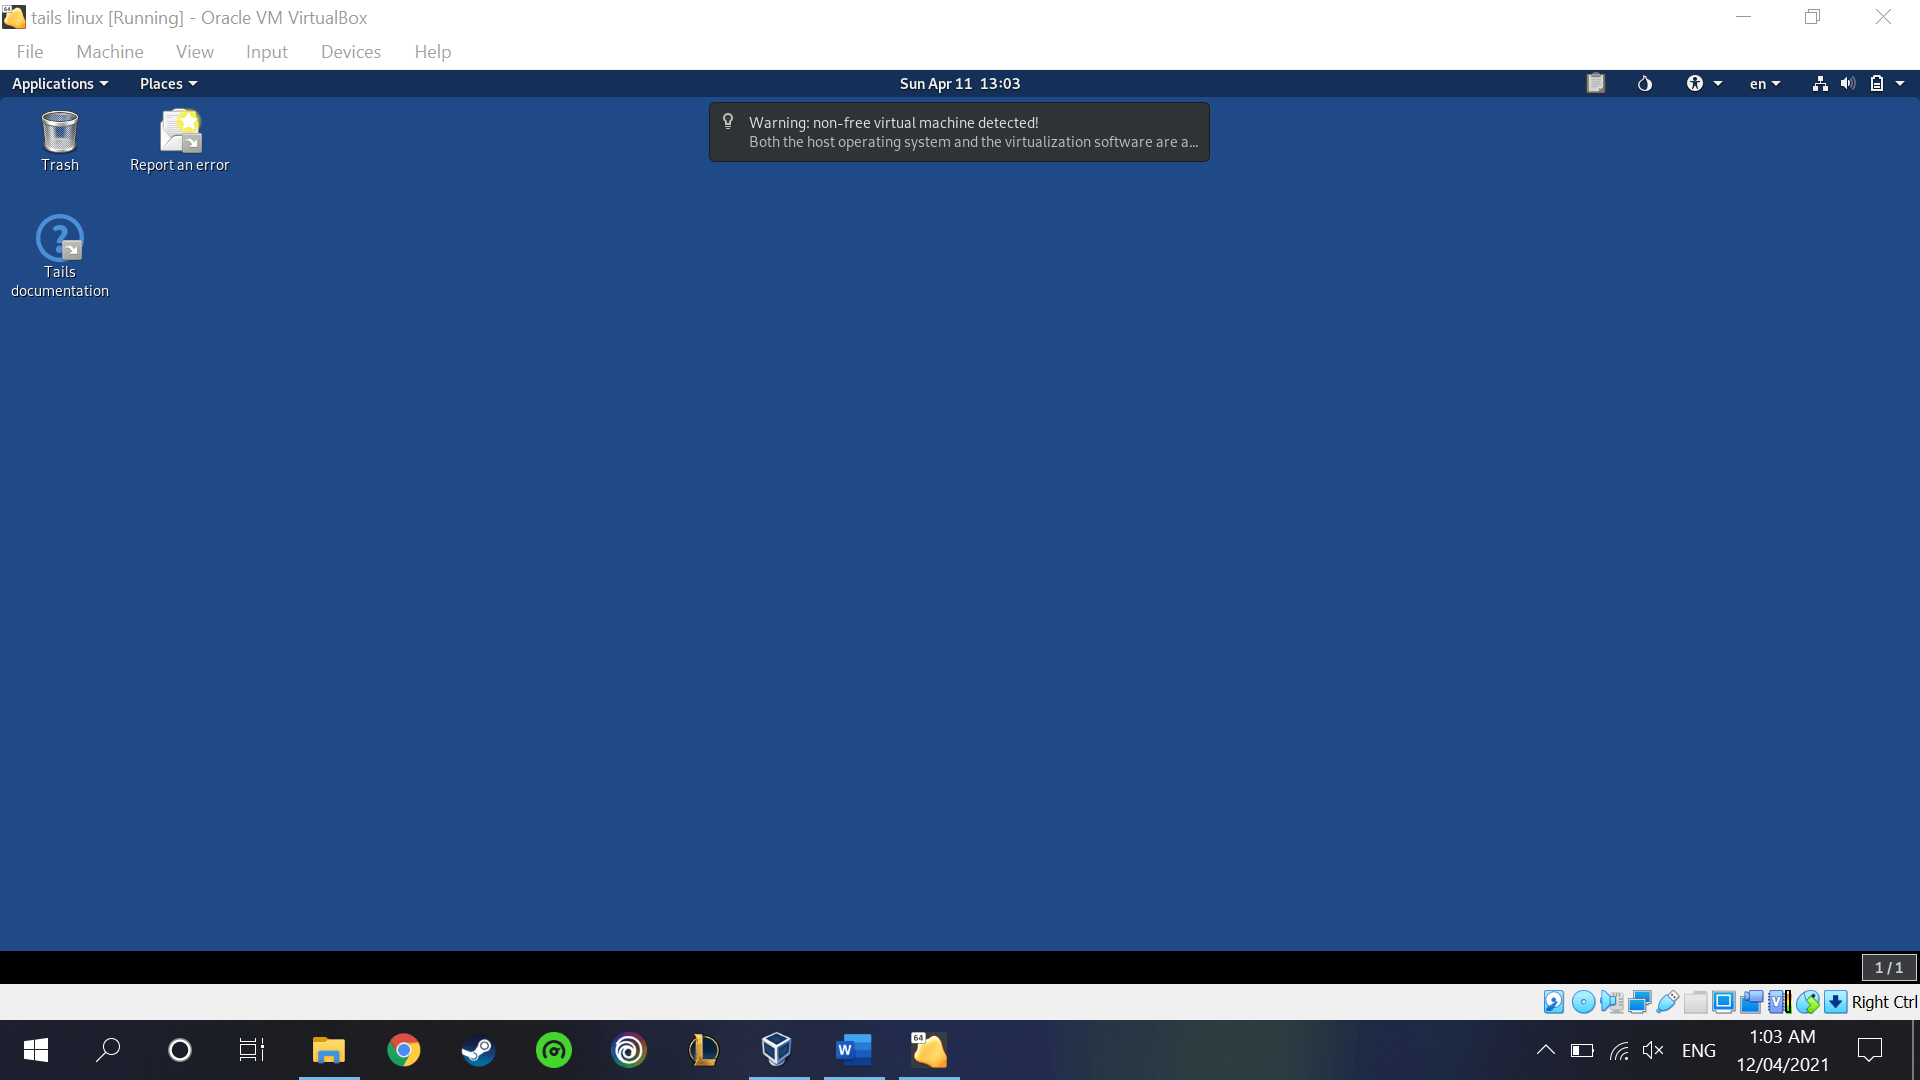 tails linux [Running] - Oracle VM VirtualBox
File Machine View Input Devices Help
Applications Places Sun Apr 11 13:03 en
Trash
Report an error
Warning: non-free virtual machine detected!
Both the host operating system and the virtualization software are a...
Tails
documentation
1 / 1
Right Ctrl
64
W
ENG
1:03 AM
12/04/2021